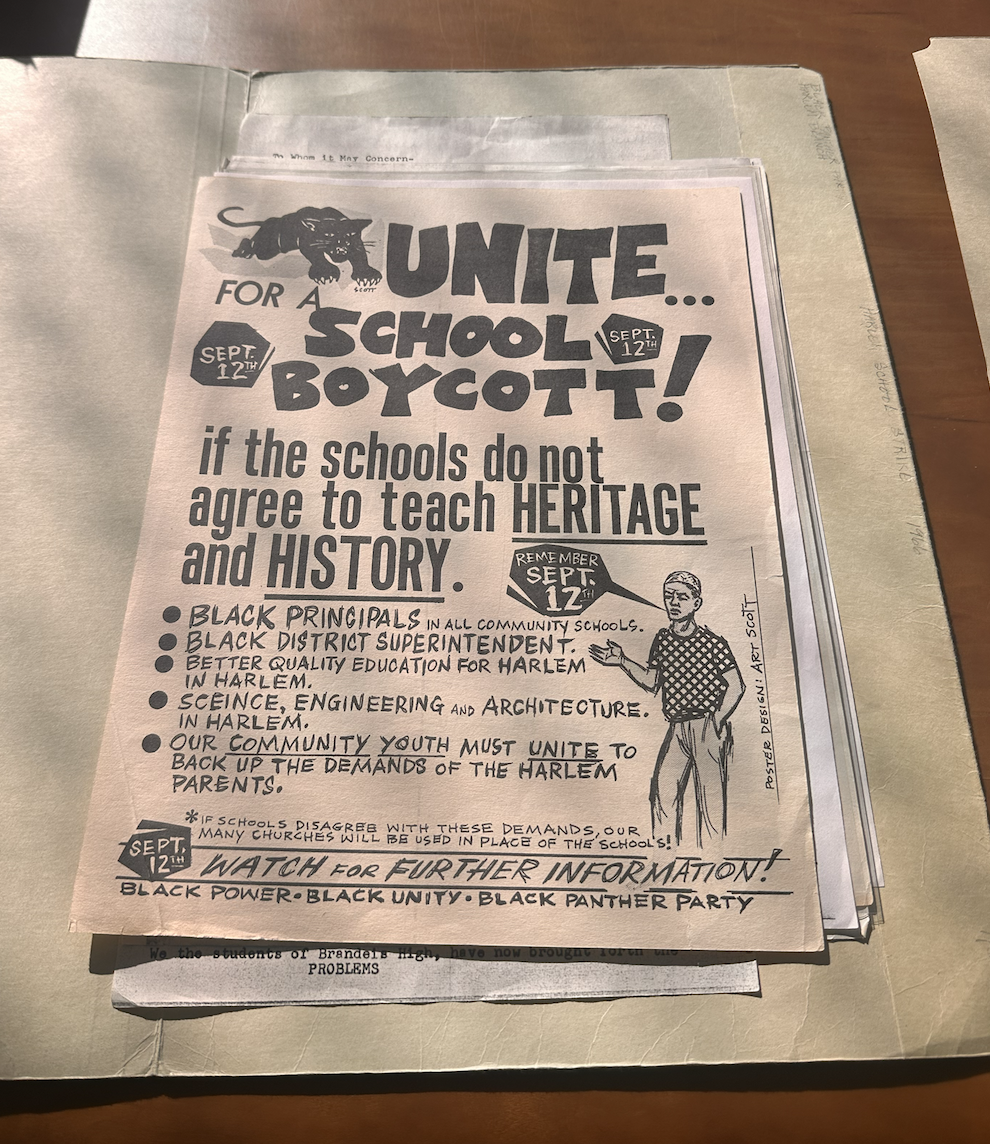 To Whom it May Concern-
SCOTT
UNITE...
FOR A
SCHOOL
BOYCOTT!
SEPT.
12TH
SEPT.
12TH
if the schools do not
agree to teach HERITAGE
and HISTORY.
REMEMBER
SEPT.
12TH
● BLACK PRINCIPALS IN ALL COMMUNITY SCHOOLS.
● BLACK DISTRICT SUPERINTENDENT.
● BETTER QUALITY EDUCATION FOR HARLEM
IN HARLEM.
● SCEINCE, ENGINEERING AND ARCHITECTURE.
IN HARLEM.
● OUR COMMUNITY YOUTH MUST UNITE TO
BACK UP THE DEMANDS OF THE HARLEM
PARENTS.
POSTER DESIGN: ART SCOTT
*IF SCHOOLS DISAGREE WITH THESE DEMANDS, OUR
MANY CHURCHES WILL BE USED IN PLACE OF THE SCHOOL'S!
SEPT.
12TH
WATCH FOR FURTHER INFORMATION!
BLACK POWER • BLACK UNITY • BLACK PANTHER PARTY
We the students of Brandeis High, have now brought forth the
PROBLEMS
HARLEM SCHOOL STRIKE 1966